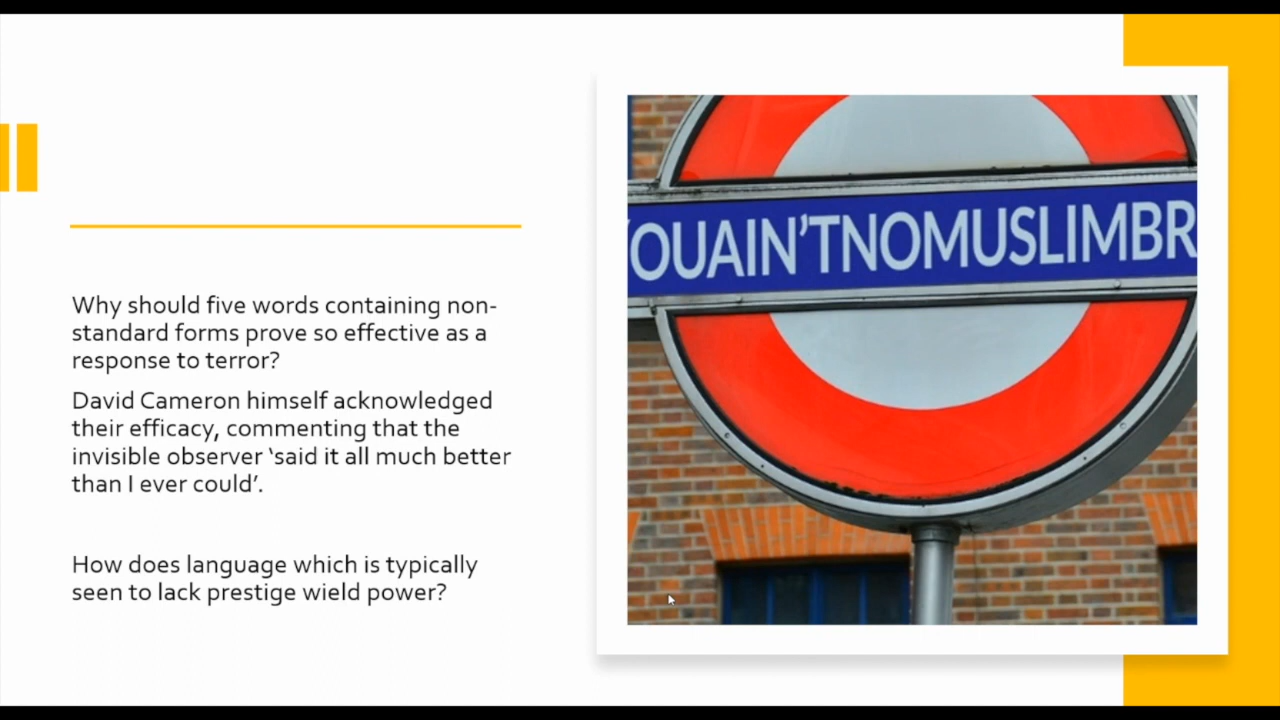 Why should five words containing non-
standard forms prove so effective as a
response to terror?
David Cameron himself acknowledged
their efficacy, commenting that the
invisible observer ‘said it all much better
than I ever could’.
How does language which is typically
seen to lack prestige wield power?
OUAIN’TNOMUSLIMBR